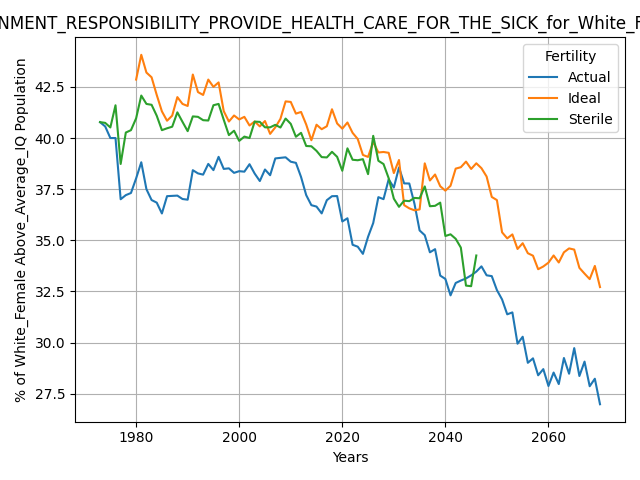 NMENT_RESPONSIBILITY_PROVIDE_HEALTH_CARE_FOR_THE_SICK_for_White_F
Fertility
Actual
Ideal
Sterile
% of White_Female Above_Average_IQ Population
42.5
40.0
37.5
35.0
32.5
30.0
27.5
1980
2000
2020
2040
2060
Years